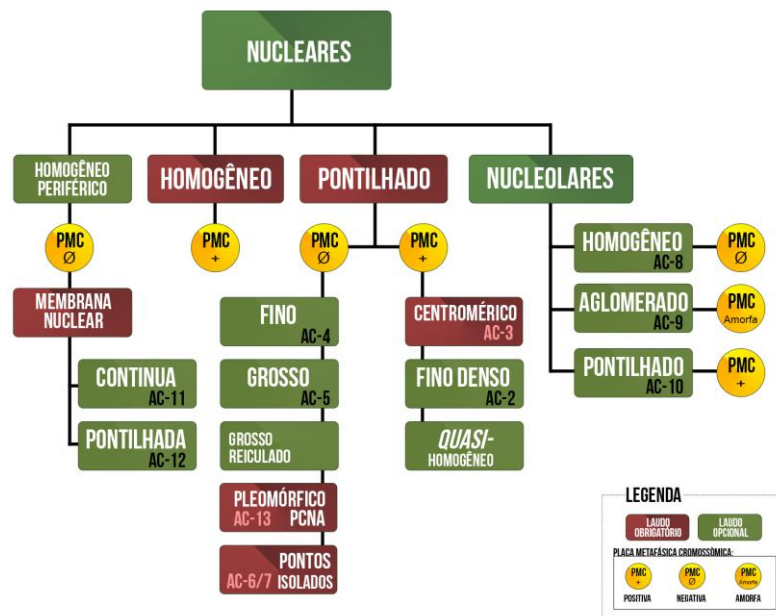 NUCLEARES
HOMOGÊNEO
PERIFÉRICO
HOMOGÊNEO
PONTILHADO
NUCLEOLARES
PMC
Ø
PMC
+
PMC
Ø
PMC
+
HOMOGÊNEO
AC-8
PMC
Ø
MEMBRANA
NUCLEAR
FINO
AC-4
CENTROMÉRICO
AC-3
AGLOMERADO
AC-9
PMC
Amorfa
CONTINUA
AC-11
GROSSO
AC-5
FINO DENSO
AC-2
PONTILHADO
AC-10
PMC
+
PONTILHADA
AC-12
GROSSO
REICULADO
QUASI-
HOMOGÊNEO
PLEOMÓRFICO
AC-13 PCNA
PONTOS
AC-6/7 ISOLADOS
LEGENDA
LAUDO
OBRIGATÓRIO
LAUDO
OPCIONAL
PLACA METAFÁSICA CROMOSSÔMICA:
PMC
+
PMC
Ø
PMC
Amorfa
POSITIVA
NEGATIVA
AMORFA